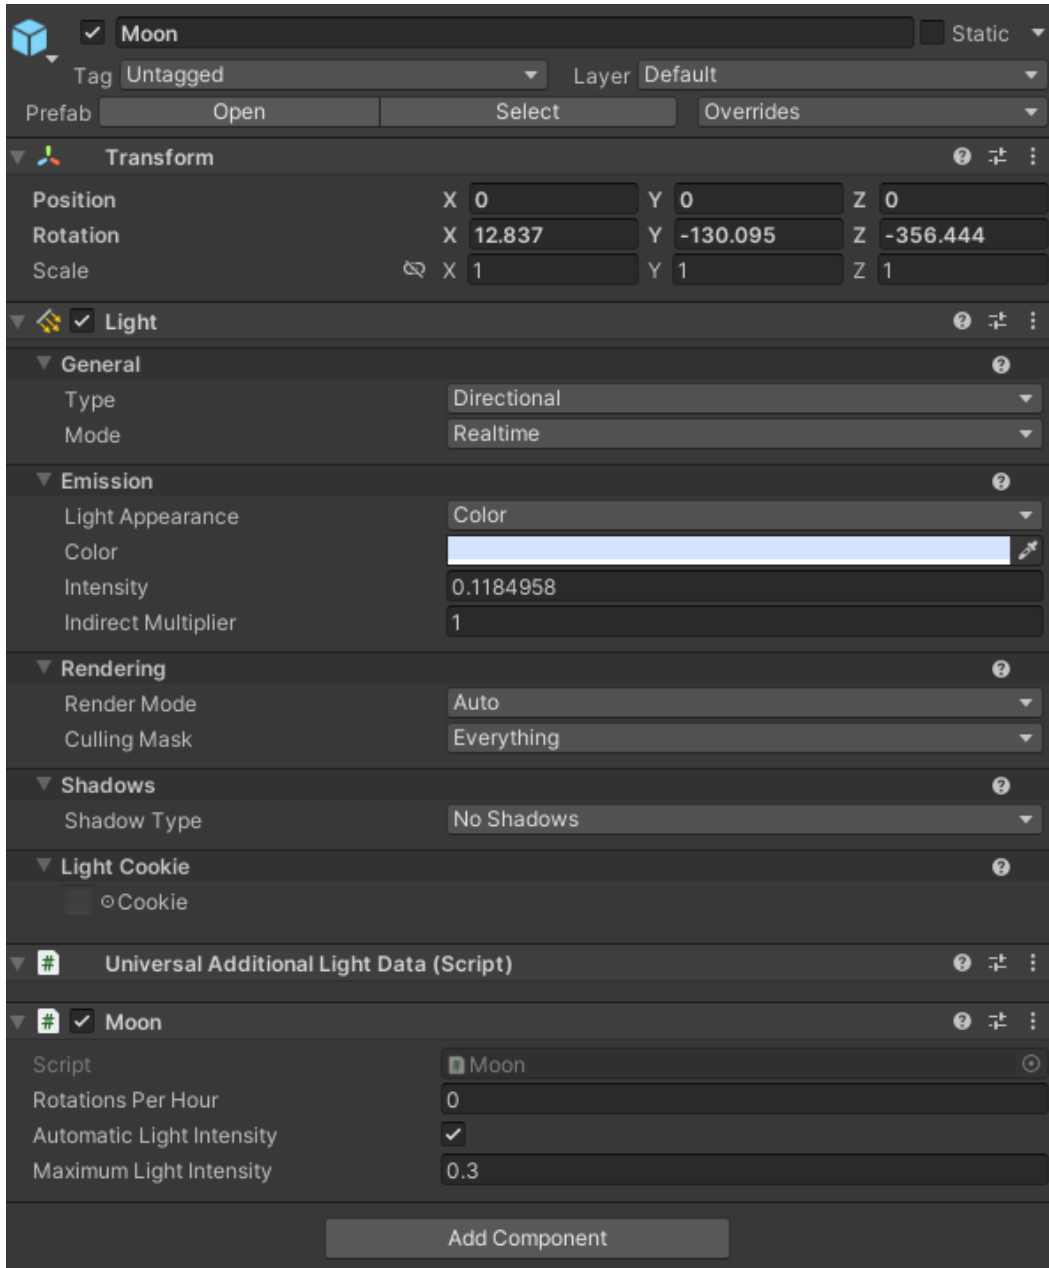 Moon Static
Tag Untagged Layer Default
Prefab Open Select Overrides
Transform
Position X 0 Y 0 Z 0
Rotation X 12.837 Y -130.095 Z -356.444
Scale X 1 Y 1 Z 1
Light
General
Type Directional
Mode Realtime
Emission
Light Appearance Color
Color
Intensity 0.1184958
Indirect Multiplier 1
Rendering
Render Mode Auto
Culling Mask Everything
Shadows
Shadow Type No Shadows
Light Cookie
Cookie
# Universal Additional Light Data (Script)
# Moon
Script Moon
Rotations Per Hour 0
Automatic Light Intensity
Maximum Light Intensity 0.3
Add Component